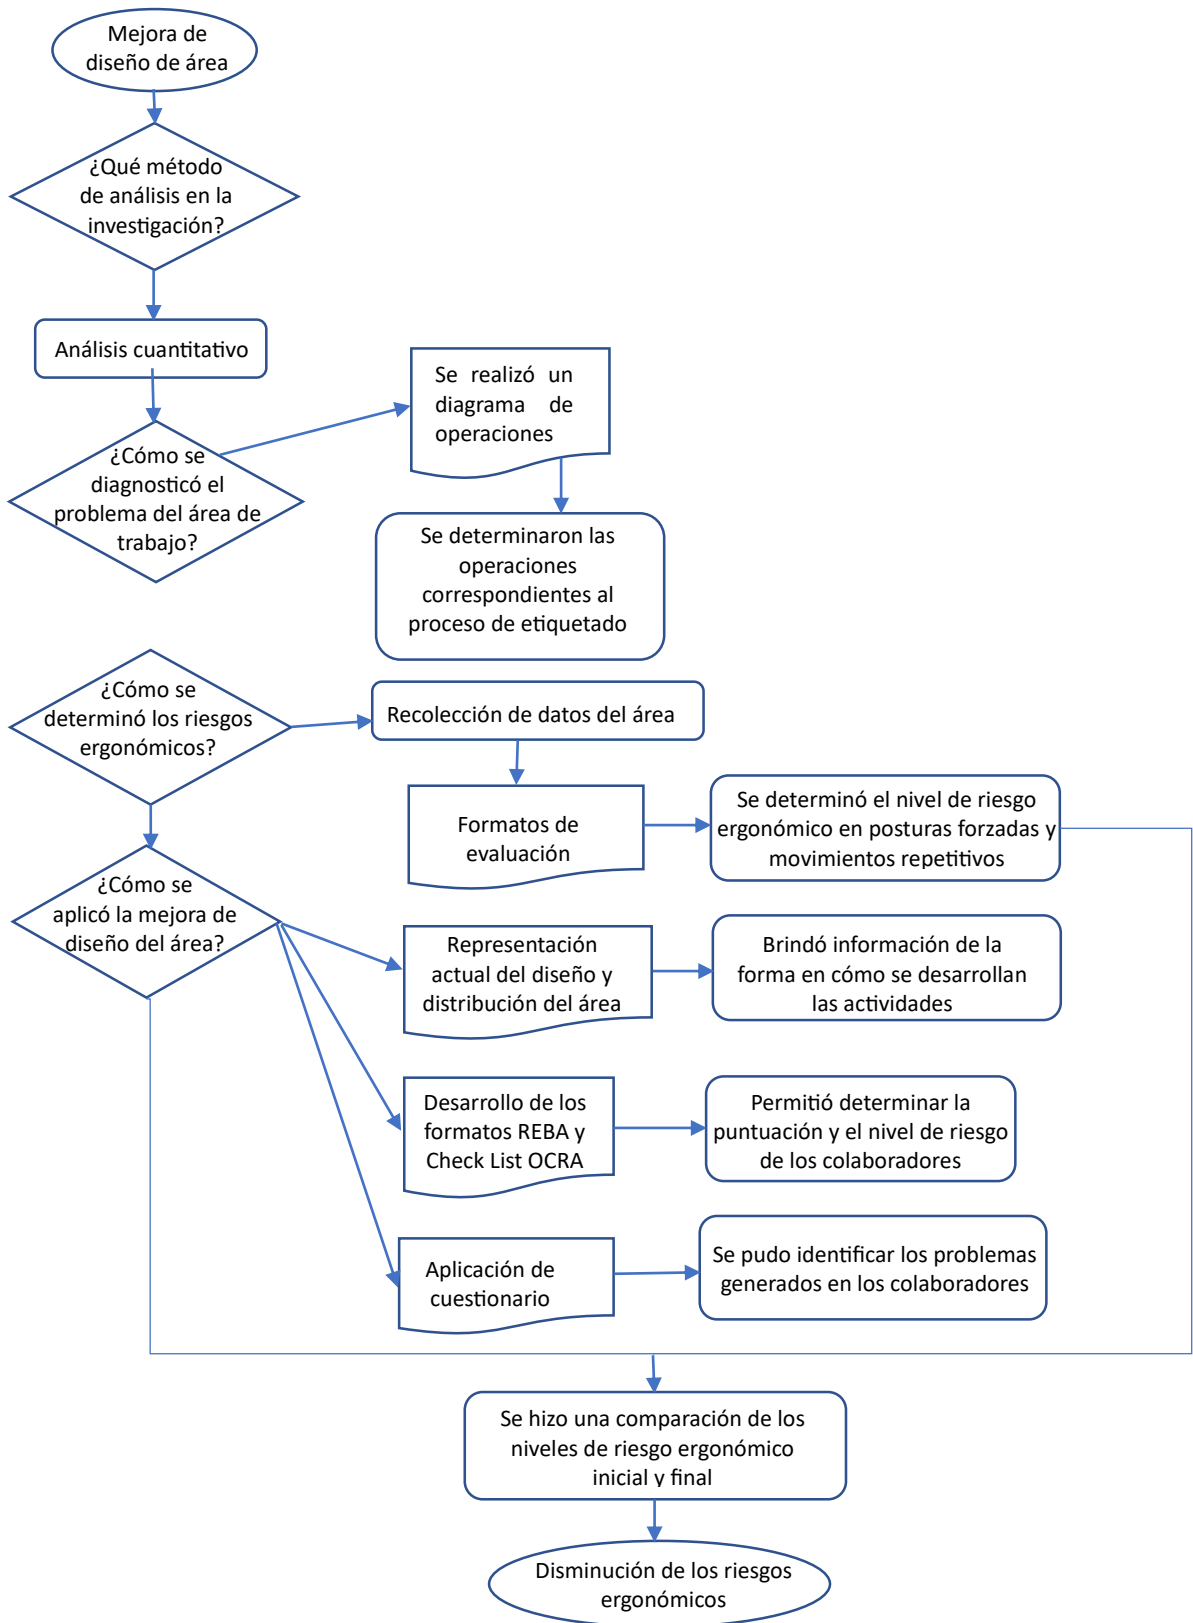 Mejora de
diseño de área
¿Qué método
de análisis en la
investigación?
Análisis cuantitativo
Se realizó un
diagrama de
operaciones
¿Cómo se
diagnosticó el
problema del área de
trabajo?
Se determinaron las
operaciones
correspondientes al
proceso de etiquetado
¿Cómo se
determinó los riesgos
ergonómicos?
Recolección de datos del área
Formatos de
evaluación
Se determinó el nivel de riesgo
ergonómico en posturas forzadas y
movimientos repetitivos
¿Cómo se
aplicó la mejora de
diseño del área?
Representación
actual del diseño y
distribución del área
Brindó información de la
forma en cómo se desarrollan
las actividades
Desarrollo de los
formatos REBA y
Check List OCRA
Permitió determinar la
puntuación y el nivel de riesgo
de los colaboradores
Aplicación de
cuestionario
Se pudo identificar los problemas
generados en los colaboradores
Se hizo una comparación de los
niveles de riesgo ergonómico
inicial y final
Disminución de los riesgos
ergonómicos